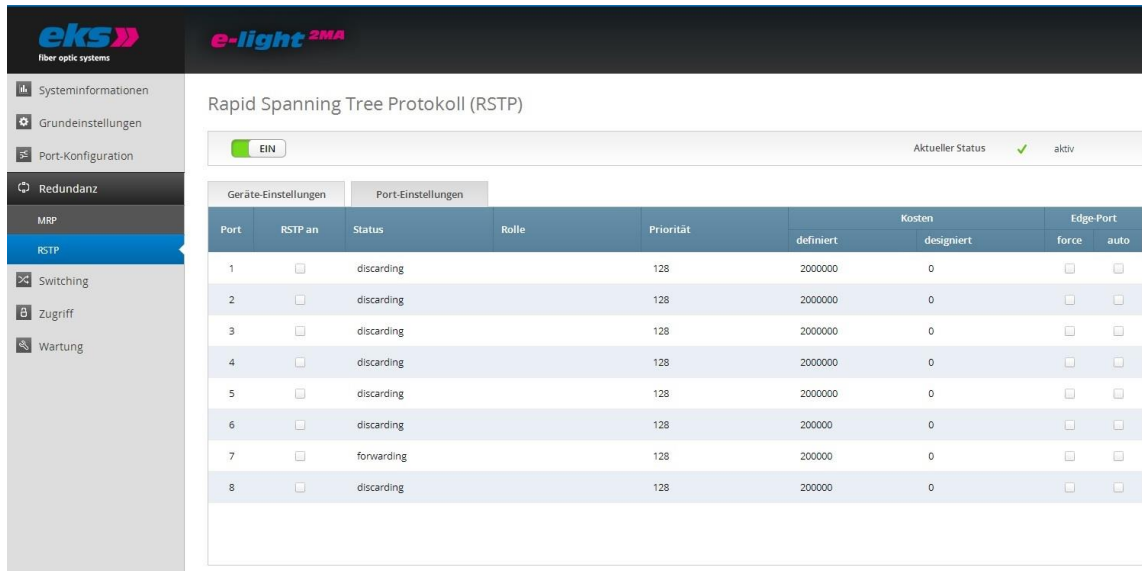 eks
fiber optic systems
e-light 2MA
Systeminformationen
Grundeinstellungen
Port-Konfiguration
Redundanz
MRP
RSTP
Switching
Zugriff
Wartung
Rapid Spanning Tree Protokoll (RSTP)
EIN
Aktueller Status aktiv
Geräte-Einstellungen Port-Einstellungen
Port RSTP an Status Rolle Priorität Kosten Edge-Port
definiert designiert force auto
1 discarding 128 2000000 0
2 discarding 128 2000000 0
3 discarding 128 2000000 0
4 discarding 128 2000000 0
5 discarding 128 2000000 0
6 discarding 128 200000 0
7 forwarding 128 200000 0
8 discarding 128 200000 0